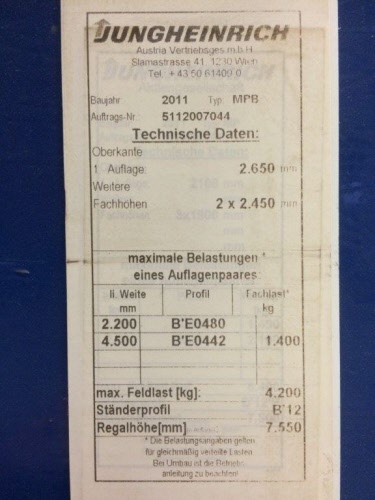 JUNGHEINRICH
Austria Vertriebsges.m.b.H.
Slamastrasse 41, 1230 Wien
Tel.: +43 50 61409 0
Baujahr: 2011 Typ: MPB
Auftrags-Nr.: 5112007044
Technische Daten:
Oberkante
1. Auflage: 2.650 mm
Weitere
Fachhöhen 2 x 2.450 mm
maximale Belastungen *
eines Auflagenpaares:
li. Weite Profil Fachlast*
mm kg
2.200 B'E0480
4.500 B'E0442 1.400
max. Feldlast [kg]: 4.200
Ständerprofil B'12
Regalhöhe[mm] 7.550
* Die Belastungsangaben gelten
für gleichmäßig verteilte Lasten.
Bei Umbau ist die Betriebs-
anleitung zu beachten!